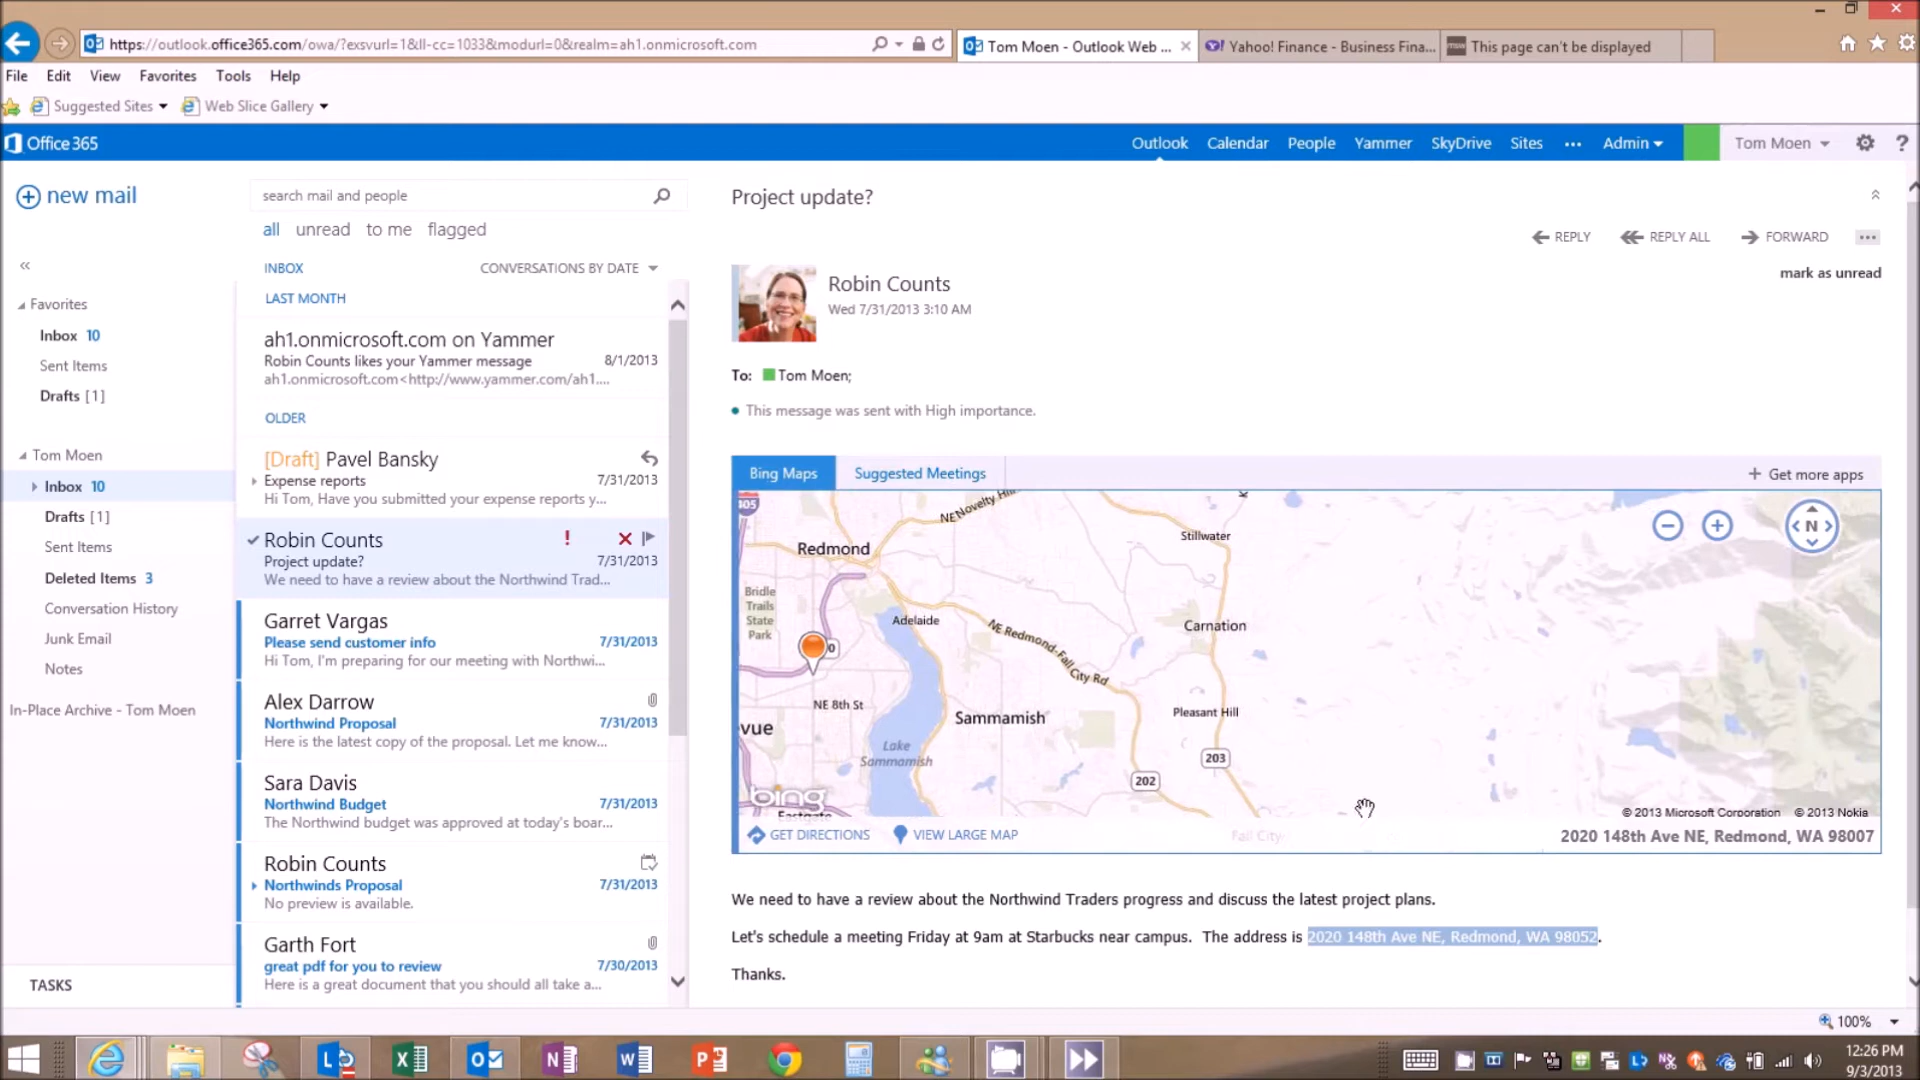 https://outlook.office365.com/owa/?exsvurl=1&ll-cc=1033&modurl=0&realm=ah1.onmicrosoft.com
Tom Moen - Outlook Web ...
Yahoo! Finance - Business Fina...
This page can't be displayed
File Edit View Favorites Tools Help
Suggested Sites
Web Slice Gallery
Office 365
Outlook Calendar People Yammer SkyDrive Sites ... Admin
Tom Moen
?
new mail
Favorites
Inbox 10
Sent Items
Drafts [1]
Tom Moen
Inbox 10
Drafts [1]
Sent Items
Deleted Items 3
Conversation History
Junk Email
Notes
In-Place Archive - Tom Moen
TASKS
search mail and people
all unread to me flagged
INBOX CONVERSATIONS BY DATE
LAST MONTH
ah1.onmicrosoft.com on Yammer
Robin Counts likes your Yammer message 8/1/2013
ah1.onmicrosoft.com<http://www.yammer.com/ah1....
OLDER
[Draft] Pavel Bansky
Expense reports 7/31/2013
Hi Tom, Have you submitted your expense reports y...
Robin Counts !
Project update? 7/31/2013
We need to have a review about the Northwind Trad...
Garret Vargas
Please send customer info 7/31/2013
Hi Tom, I'm preparing for our meeting with Northwi...
Alex Darrow
Northwind Proposal 7/31/2013
Here is the latest copy of the proposal. Let me know...
Sara Davis
Northwind Budget 7/31/2013
The Northwind budget was approved at today's boar...
Robin Counts
Northwinds Proposal 7/31/2013
No preview is available.
Garth Fort
great pdf for you to review 7/30/2013
Here is a great document that you should all take a...
Project update?
REPLY REPLY ALL FORWARD ...
mark as unread
Robin Counts
Wed 7/31/2013 3:10 AM
To: Tom Moen;
This message was sent with High importance.
Bing Maps Suggested Meetings + Get more apps
405
NE Novelty Hi
Redmond
Stillwater
N
Bridle
Trails
State
Park
Adelaide
NE Redmond-Fall City Rd
Carnation
0
NE 8th St
Sammamish
Pleasant Hill
vue
Lake
Sammamish
203
202
bing
Eastgate
© 2013 Microsoft Corporation © 2013 Nokia
GET DIRECTIONS VIEW LARGE MAP Fall City
2020 148th Ave NE, Redmond, WA 98007
We need to have a review about the Northwind Traders progress and discuss the latest project plans.
Let's schedule a meeting Friday at 9am at Starbucks near campus. The address is 2020 148th Ave NE, Redmond, WA 98052.
Thanks.
100%
12:26 PM
9/3/2013